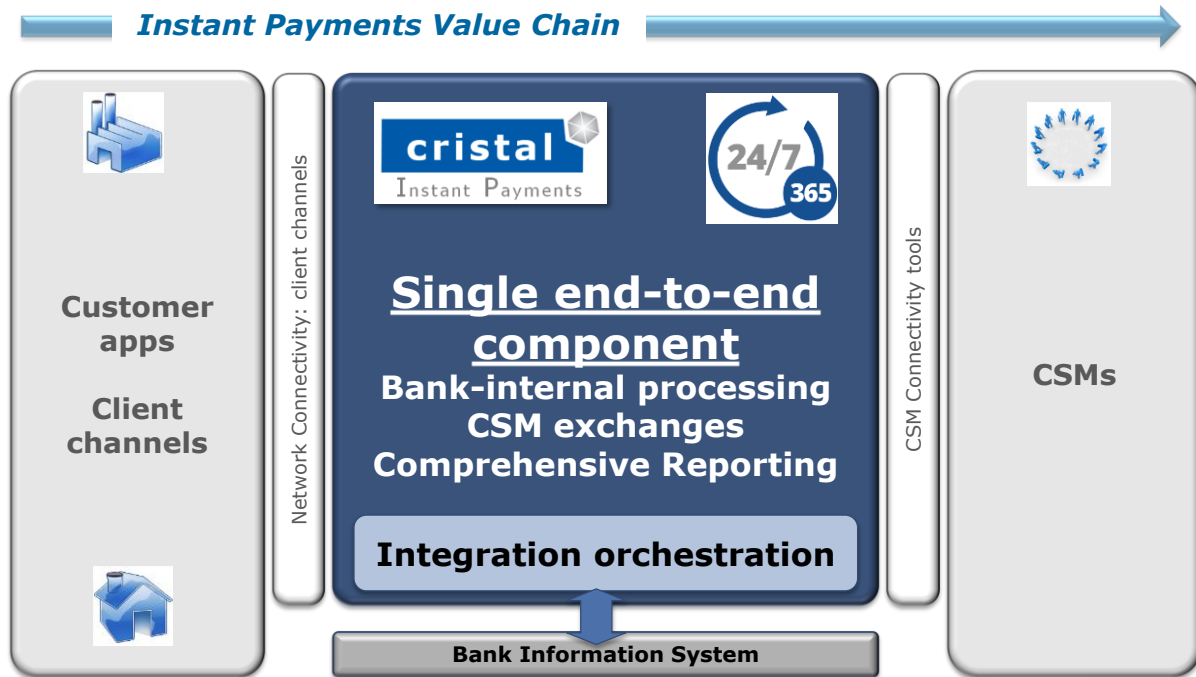 Instant Payments Value Chain
Customer
apps
Client
channels
Network Connectivity: client channels
cristal
Instant Payments
24/7
365
Single end-to-end
component
Bank-internal processing
CSM exchanges
Comprehensive Reporting
Integration orchestration
Bank Information System
CSM Connectivity tools
CSMs